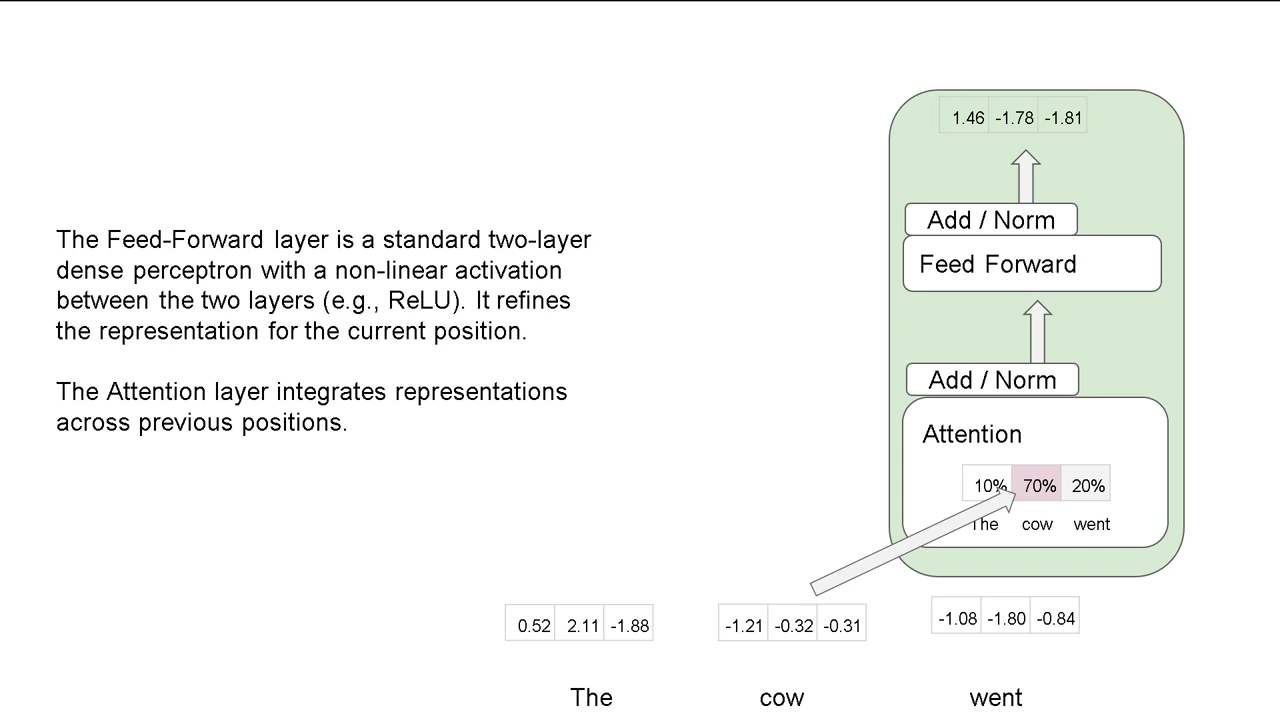 The Feed-Forward layer is a standard two-layer
dense perceptron with a non-linear activation
between the two layers (e.g., ReLU). It refines
the representation for the current position.
The Attention layer integrates representations
across previous positions.
1.46 -1.78 -1.81
Add / Norm
Feed Forward
Add / Norm
Attention
10% 70% 20%
The cow went
0.52 2.11 -1.88
-1.21 -0.32 -0.31
-1.08 -1.80 -0.84
The cow went